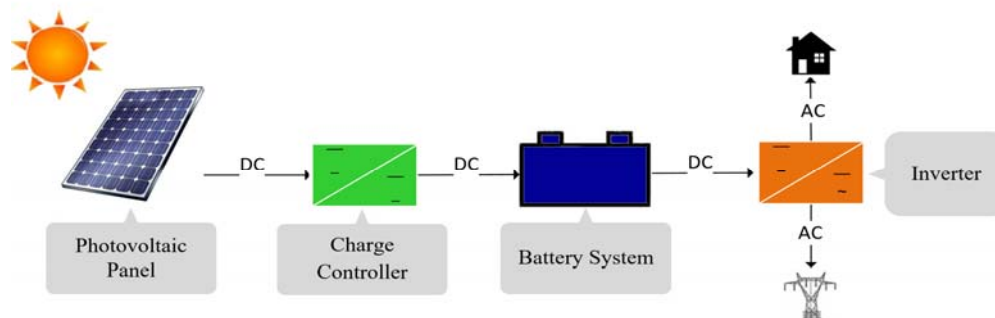 AC
DC
DC
DC
Inverter
AC
Photovoltaic
Panel
Charge
Controller
Battery System